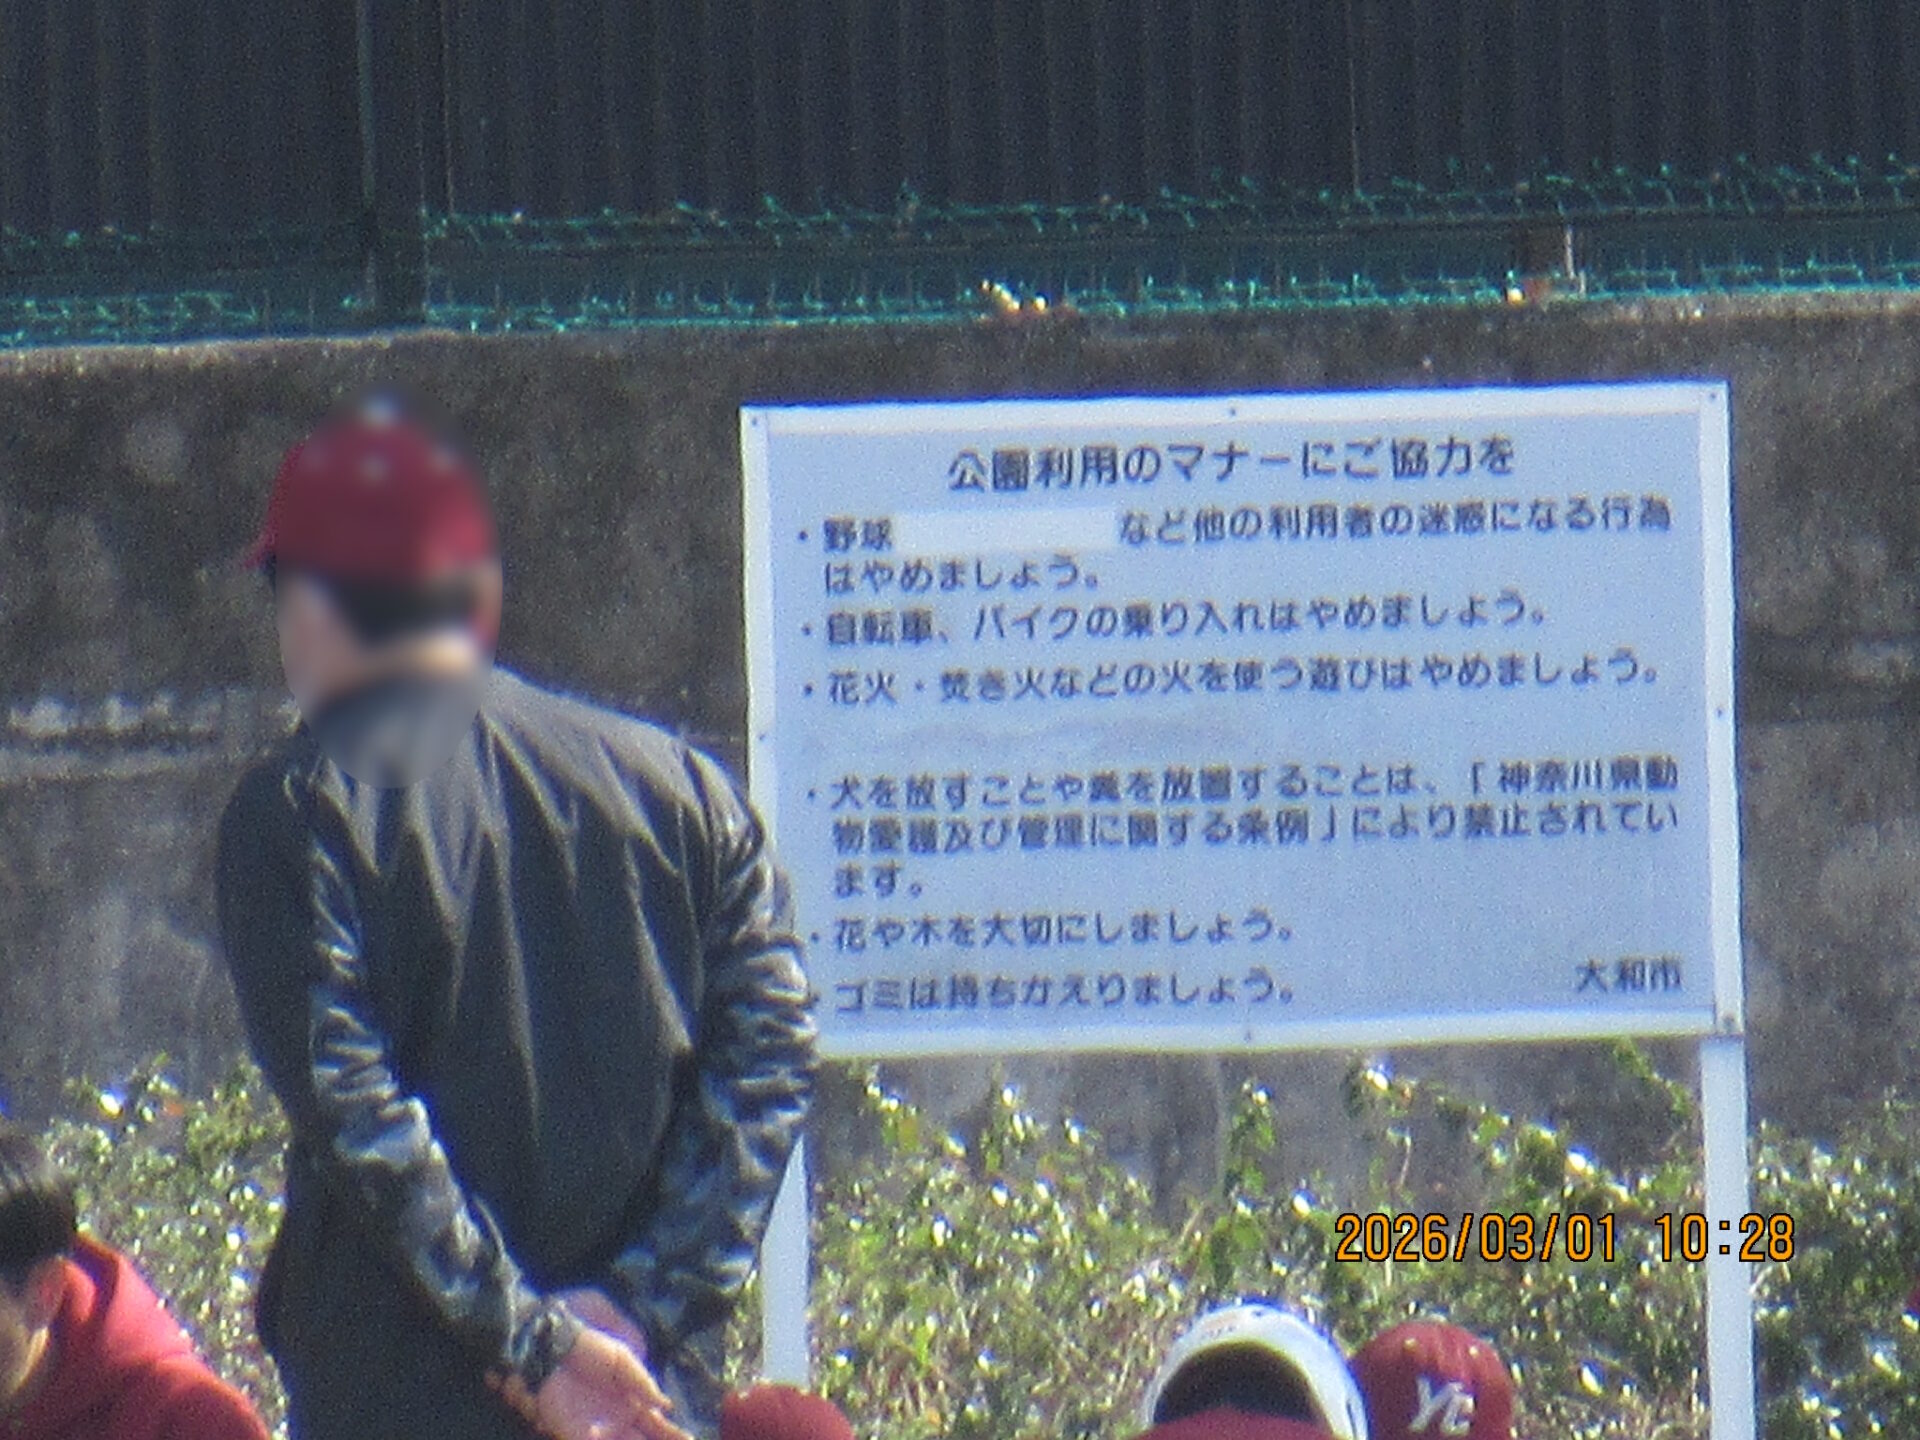 公園利用のマナーにご協力を
・野球　　　　　　など他の利用者の迷惑になる行為
はやめましょう。
・自転車、バイクの乗り入れはやめましょう。
・花火・焚き火などの火を使う遊びはやめましょう。
・犬を放すことや糞を放置することは、「神奈川県動
物愛護及び管理に関する条例」により禁止されてい
ます。
・花や木を大切にしましょう。
・ゴミは持ちかえりましょう。
大和市
2026/03/01 10:28
YC